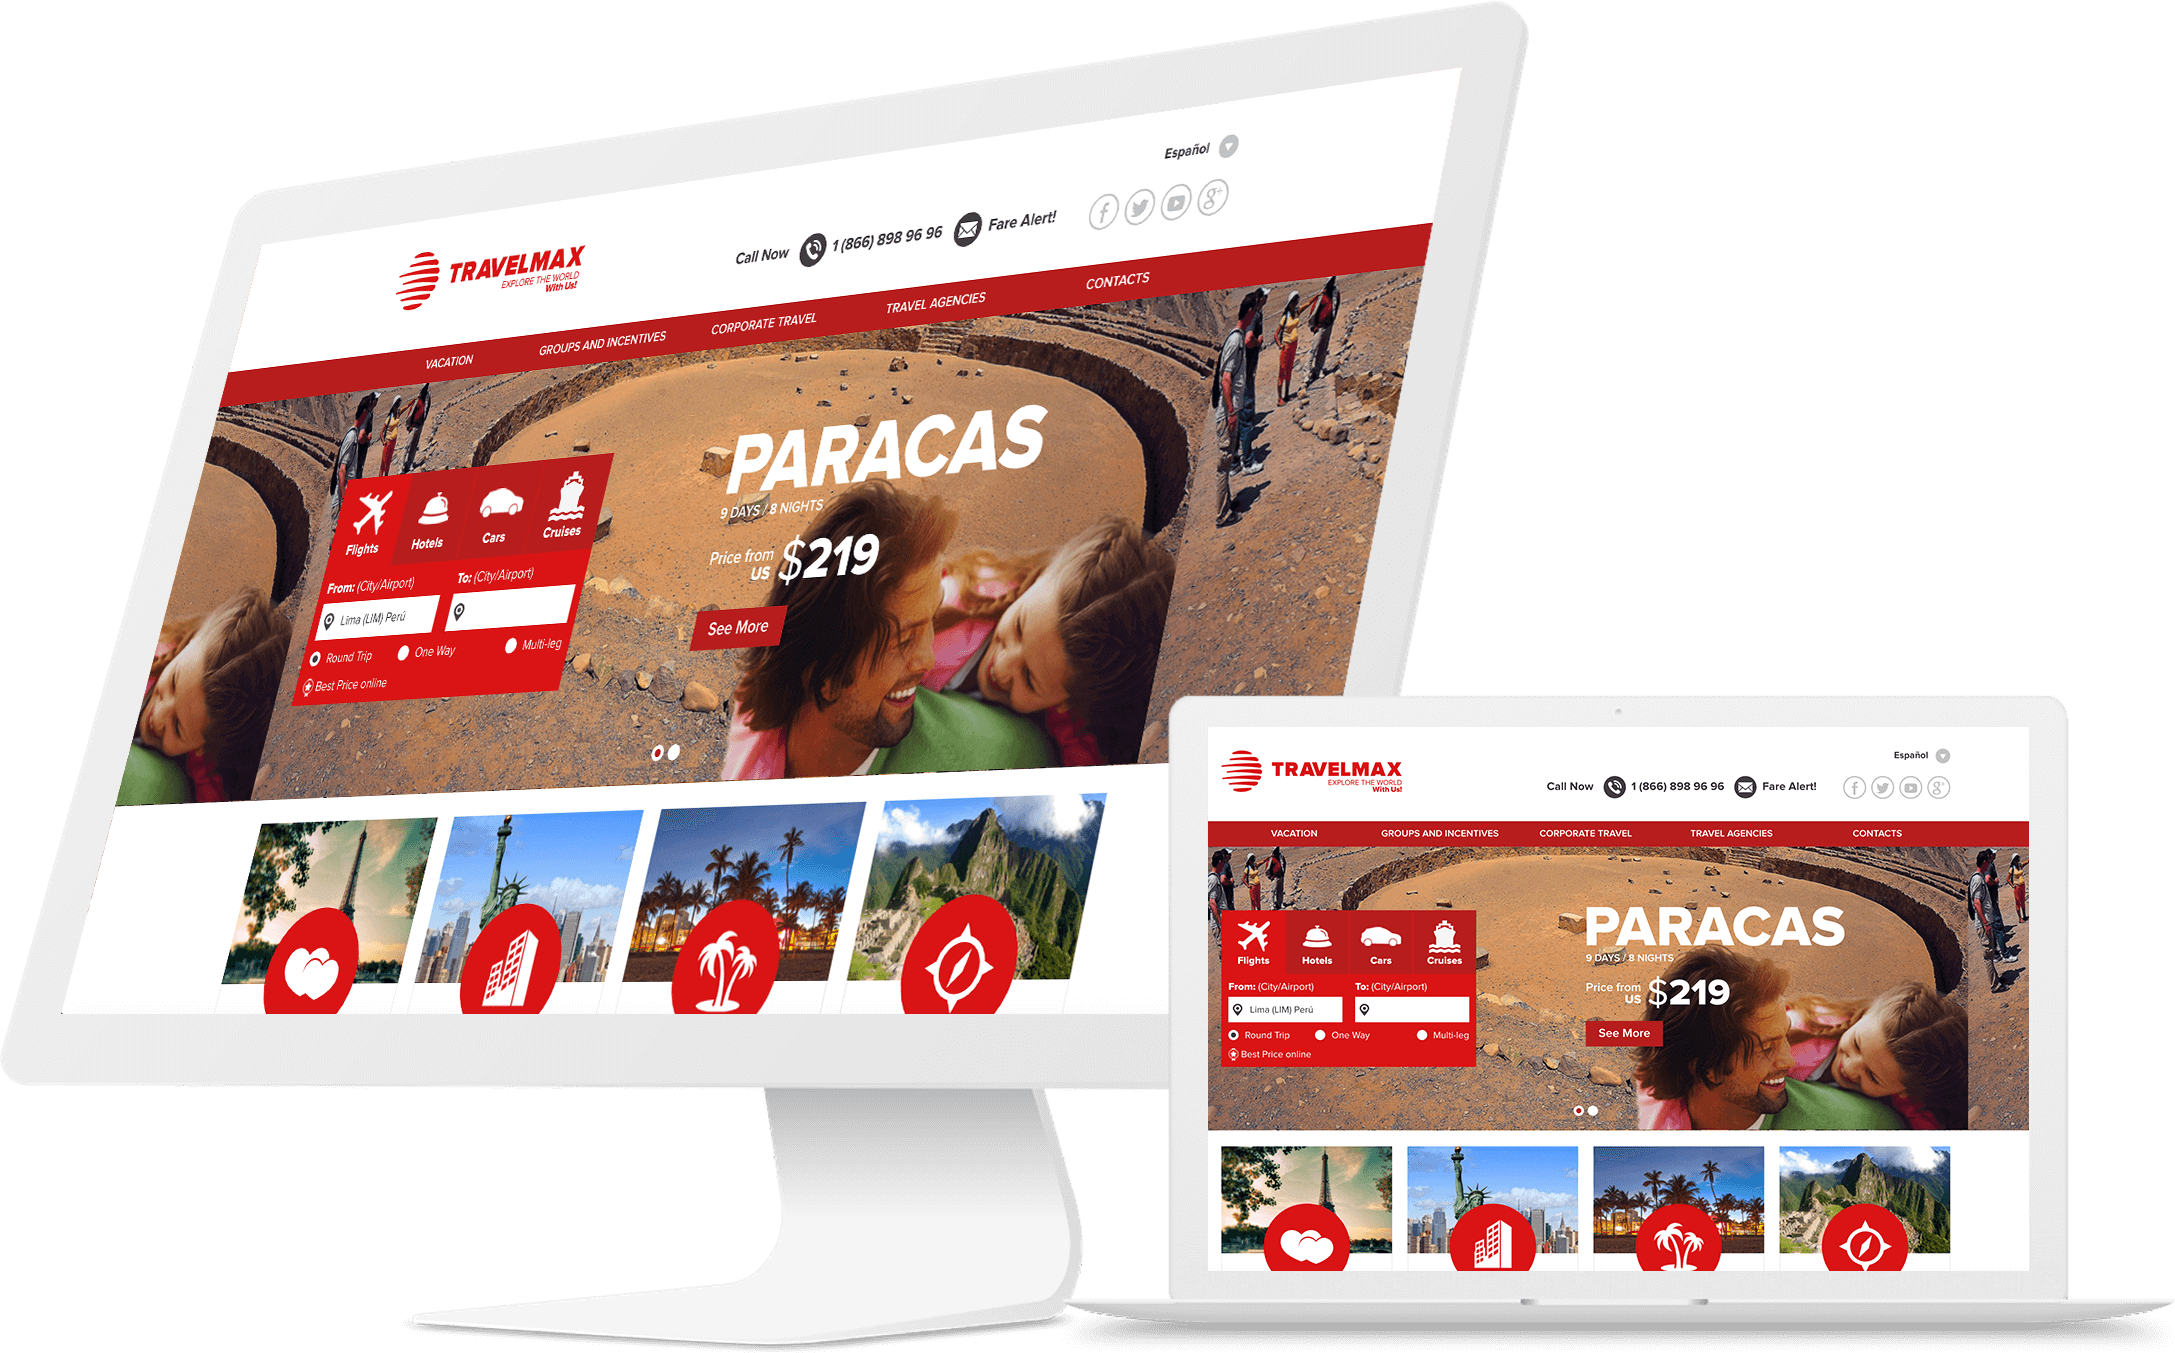 Español
Call Now 1 (866) 898 96 96 Fare Alert!
TRAVELMAX
EXPLORE THE WORLD
With Us!
VACATION GROUPS AND INCENTIVES CORPORATE TRAVEL TRAVEL AGENCIES CONTACTS
PARACAS
9 DAYS / 8 NIGHTS
Price from
US $219
See More
Flights Hotels Cars Cruises
From: (City/Airport) To: (City/Airport)
Lima (LIM) Perú
Round Trip One Way Multi-leg
Best Price online
Español
TRAVELMAX
EXPLORE THE WORLD
With Us!
Call Now 1 (866) 898 96 96 Fare Alert!
VACATION GROUPS AND INCENTIVES CORPORATE TRAVEL TRAVEL AGENCIES CONTACTS
PARACAS
9 DAYS / 8 NIGHTS
Price from
US $219
See More
Flights Hotels Cars Cruises
From: (City/Airport) To: (City/Airport)
Lima (LIM) Perú
Round Trip One Way Multi-leg
Best Price online